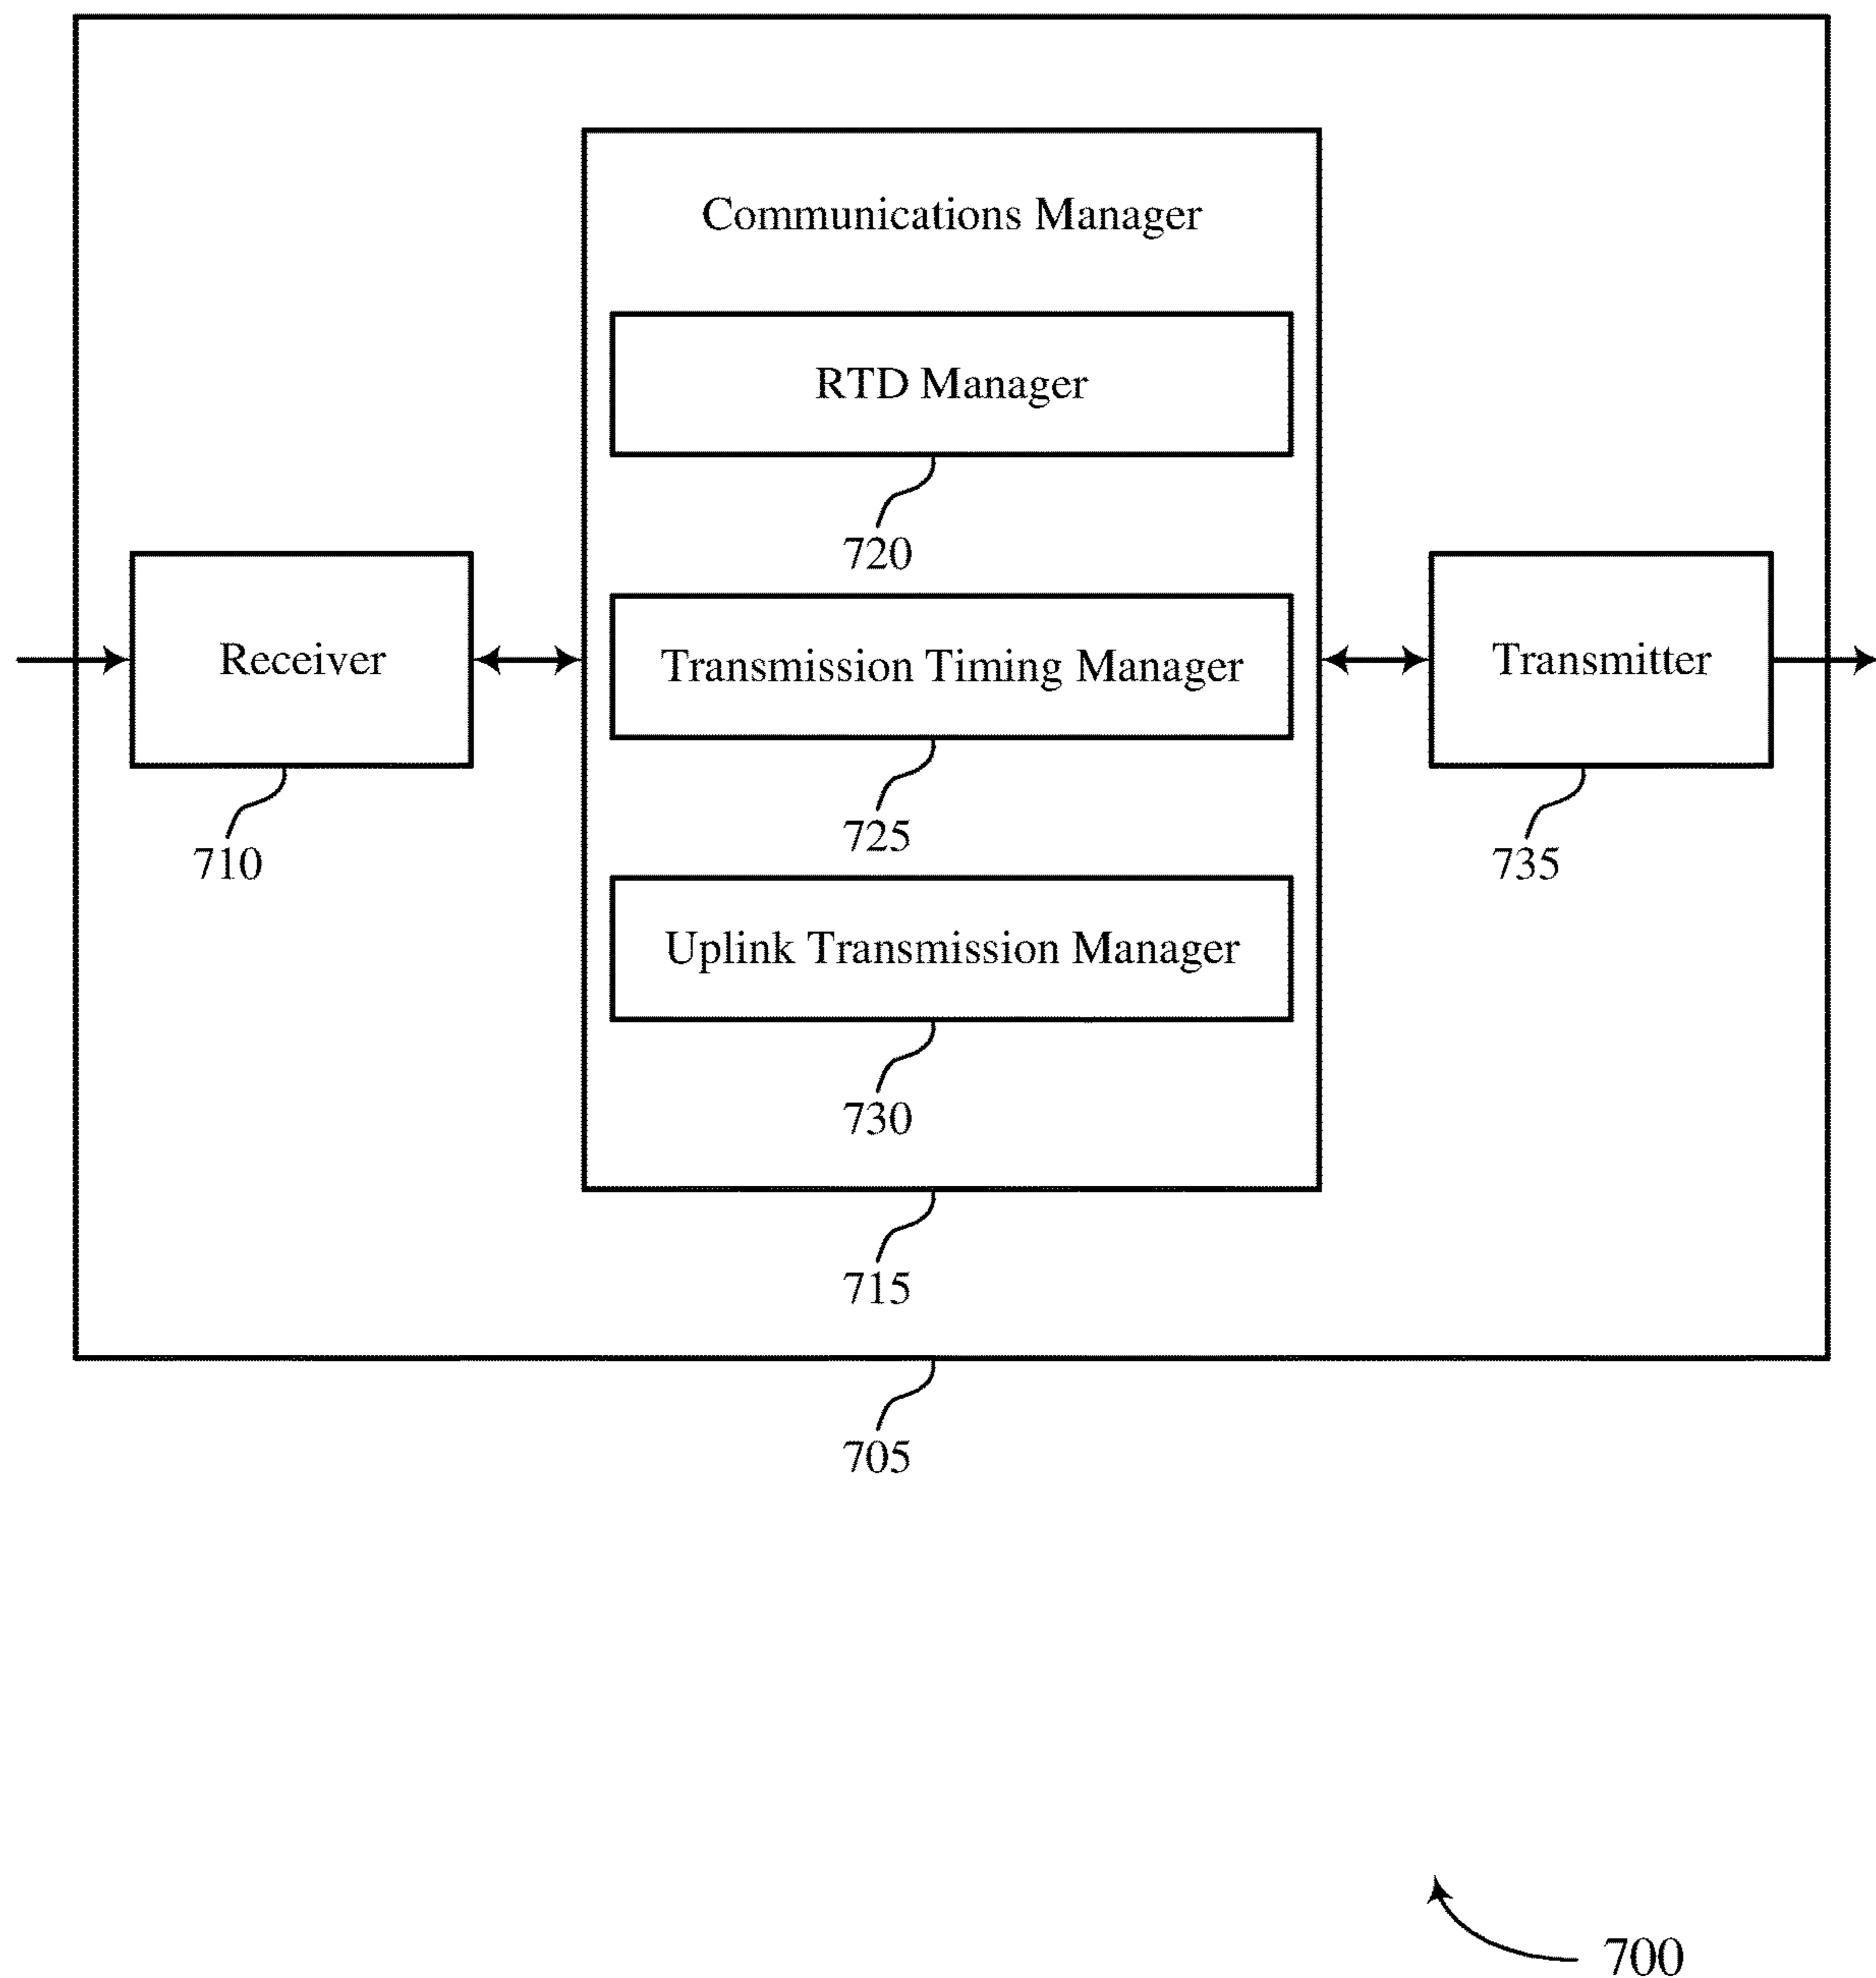 Communications Manager
RTD Manager
720
Receiver
Transmission Timing Manager
Transmitter
725
710
735
Uplink Transmission Manager
730
715
705
700